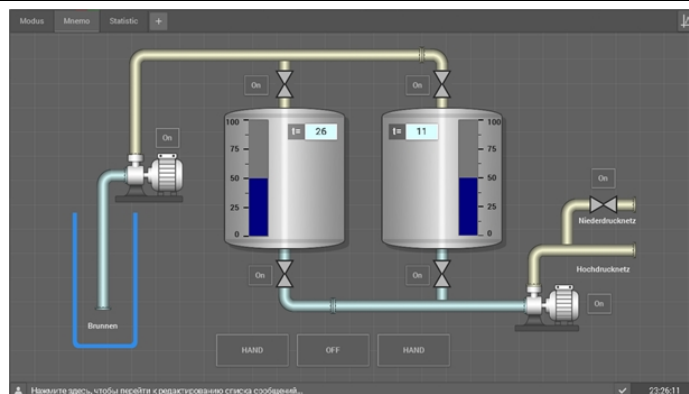 Modus Mnemo Statistic +
On On
On
100 t= 26 t= 11 100
75 75
50 50
25 25
0 0
On
Niederdrucknetz
Hochdrucknetz
On On
On
Brunnen
HAND OFF HAND
Нажмите здесь, чтобы перейти к редактированию списка сообщений... 23:26:11